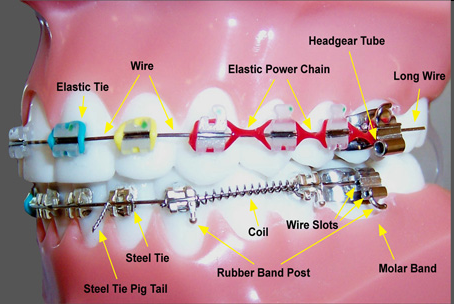 Headgear Tube
Wire
Elastic Power Chain
Long Wire
Elastic Tie
Coil
Wire Slots
Steel Tie
Rubber Band Post
Molar Band
Steel Tie Pig Tail